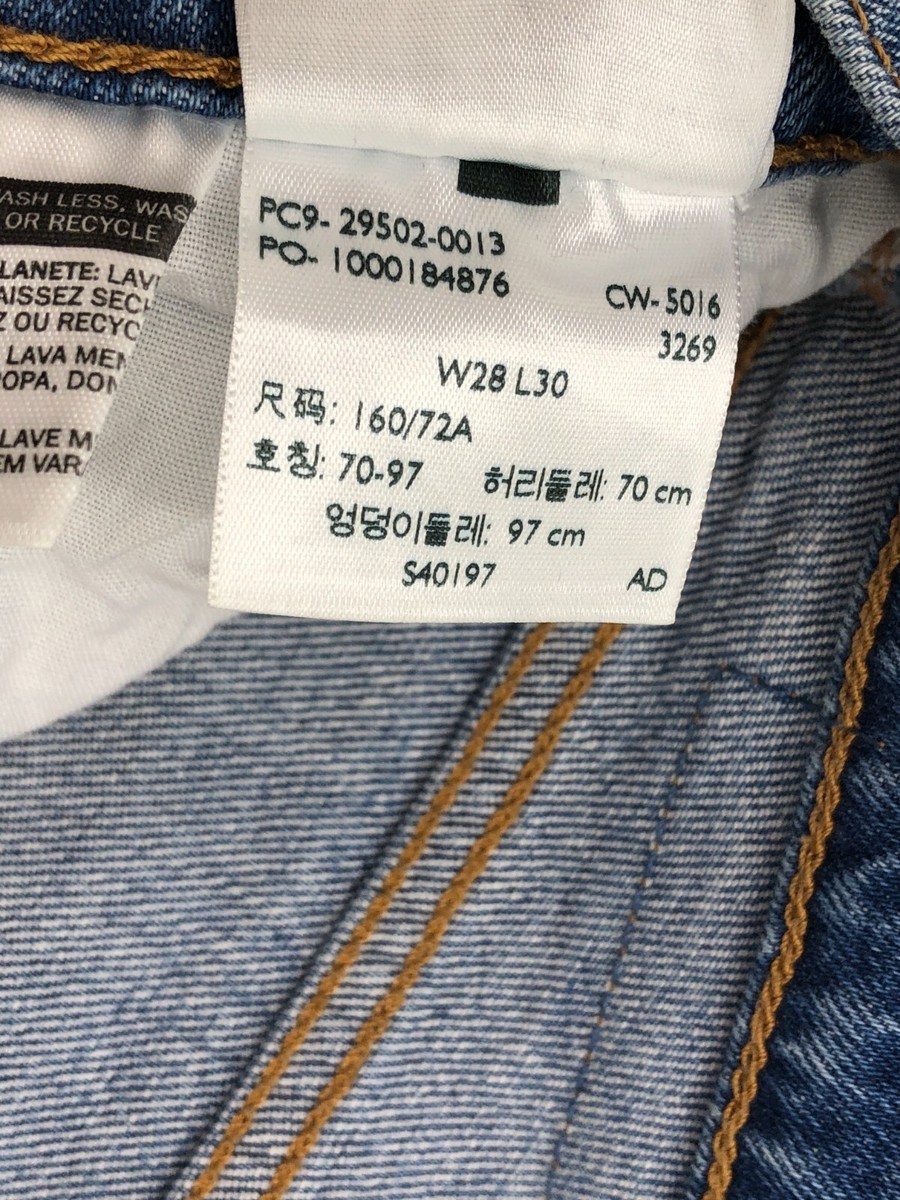 ASH LESS, WAS
OR RECYCLE
LANETE: LAV
AISSEZ SECH
Z OU RECYC
LAVA MEN
OPA, DON
LAVE M
EM VAR
PC9- 29502-0013
PO- 1000184876
CW- 5016
3269
W28 L30
尺码: 160/72A
호칭: 70-97 허리둘레: 70 cm
엉덩이둘레: 97 cm
S40197 AD